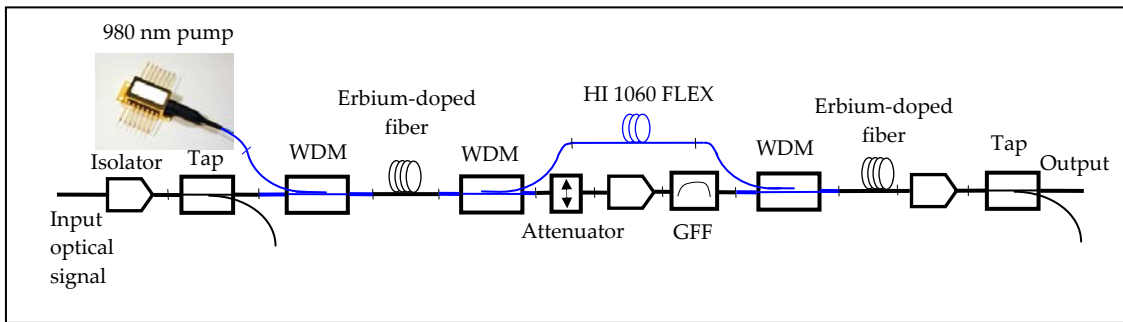 980 nm pump
Isolator
Tap
WDM
Erbium-doped
fiber
WDM
HI 1060 FLEX
WDM
Erbium-doped
fiber
Tap
Output
Input
optical
signal
Attenuator
GFF